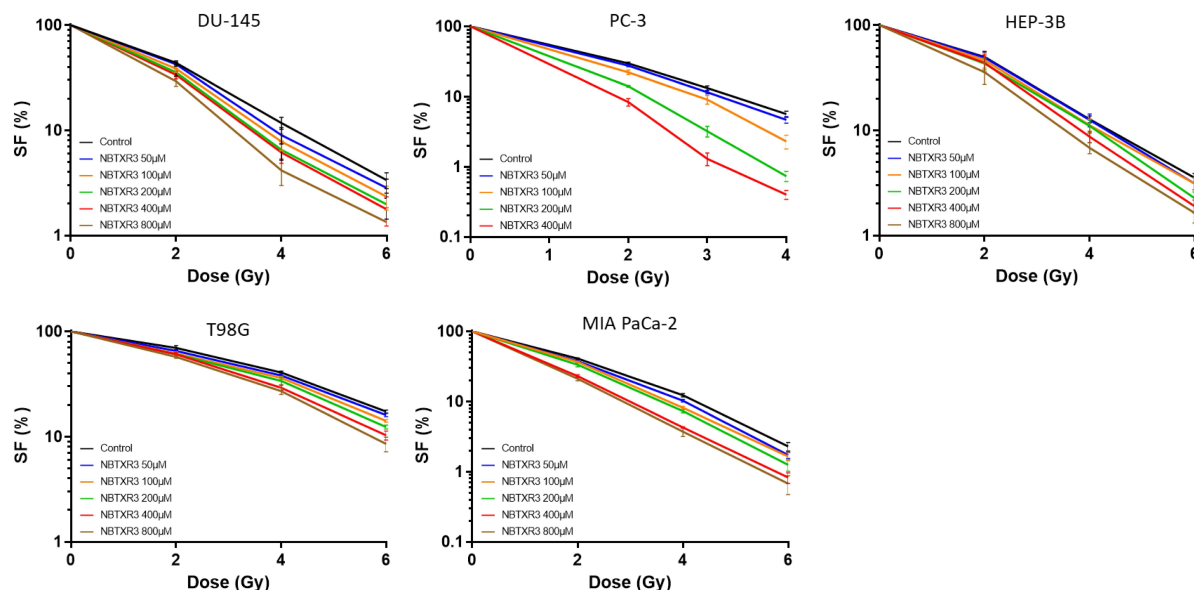 DU-145
100
10
1
SF (%)
Control
NBTXR3 50µM
NBTXR3 100µM
NBTXR3 200µM
NBTXR3 400µM
NBTXR3 800µM
0 2 4 6
Dose (Gy)
PC-3
100
10
1
0.1
SF (%)
Control
NBTXR3 50µM
NBTXR3 100µM
NBTXR3 200µM
NBTXR3 400µM
0 1 2 3 4
Dose (Gy)
HEP-3B
100
10
1
SF (%)
Control
NBTXR3 50µM
NBTXR3 100µM
NBTXR3 200µM
NBTXR3 400µM
NBTXR3 800µM
0 2 4 6
Dose (Gy)
T98G
100
10
1
SF (%)
Control
NBTXR3 50µM
NBTXR3 100µM
NBTXR3 200µM
NBTXR3 400µM
NBTXR3 800µM
0 2 4 6
Dose (Gy)
MIA PaCa-2
100
10
1
0.1
SF (%)
Control
NBTXR3 50µM
NBTXR3 100µM
NBTXR3 200µM
NBTXR3 400µM
NBTXR3 800µM
0 2 4 6
Dose (Gy)